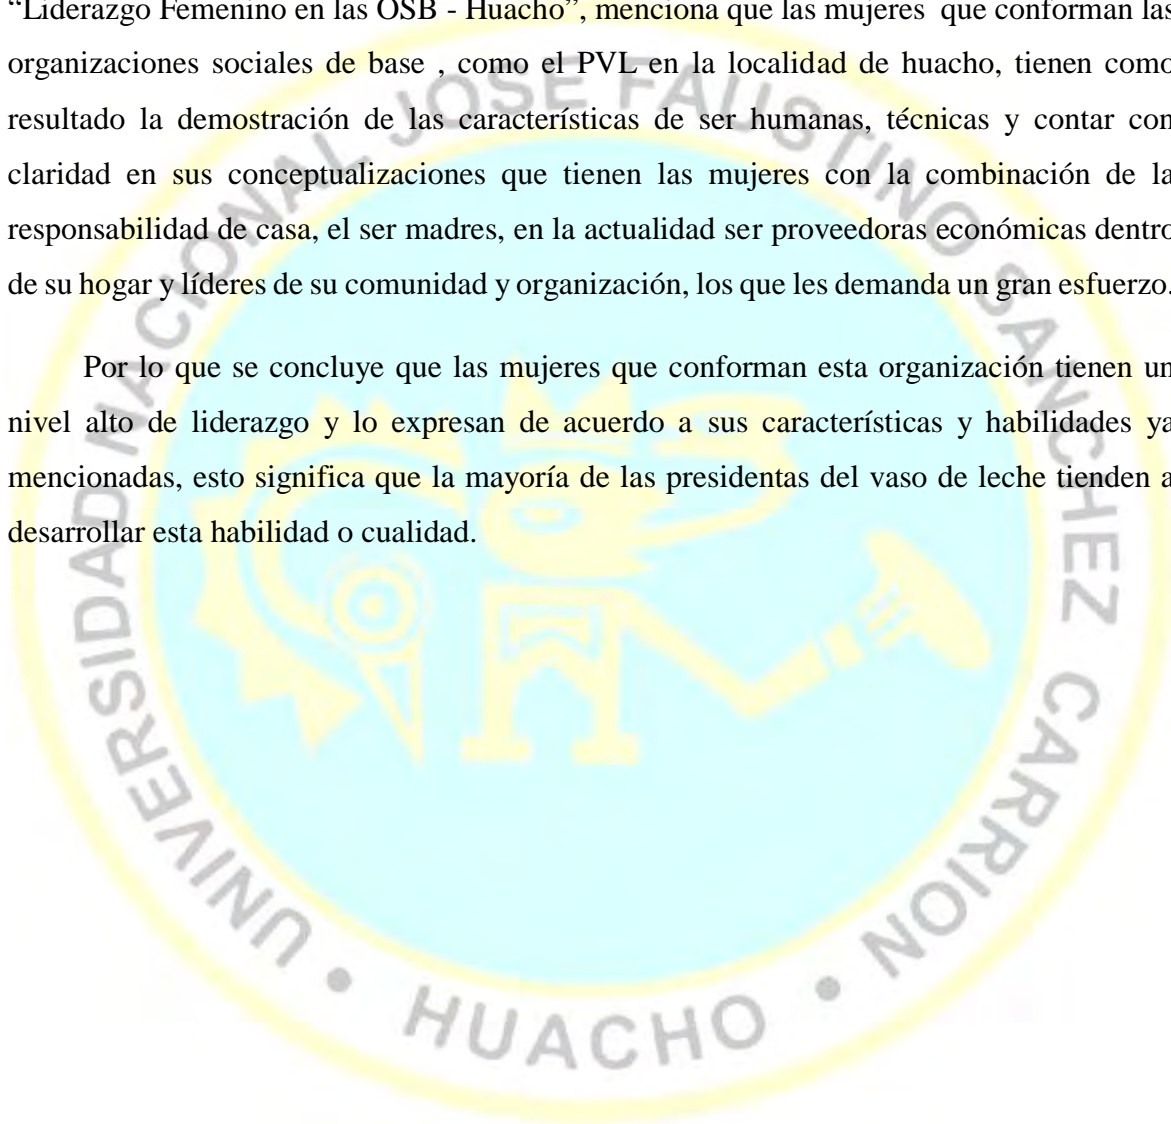 “Liderazgo Femenino en las OSB - Huacho”, menciona que las mujeres que conforman las
organizaciones sociales de base , como el PVL en la localidad de huacho, tienen como
resultado la demostración de las características de ser humanas, técnicas y contar con
claridad en sus conceptualizaciones que tienen las mujeres con la combinación de la
responsabilidad de casa, el ser madres, en la actualidad ser proveedoras económicas dentro
de su hogar y líderes de su comunidad y organización, los que les demanda un gran esfuerzo.
Por lo que se concluye que las mujeres que conforman esta organización tienen un
nivel alto de liderazgo y lo expresan de acuerdo a sus características y habilidades ya
mencionadas, esto significa que la mayoría de las presidentas del vaso de leche tienden a
desarrollar esta habilidad o cualidad.
UNIVERSIDAD NACIONAL JOSE FAUSTINO SANCHEZ CARRION • HUACHO •